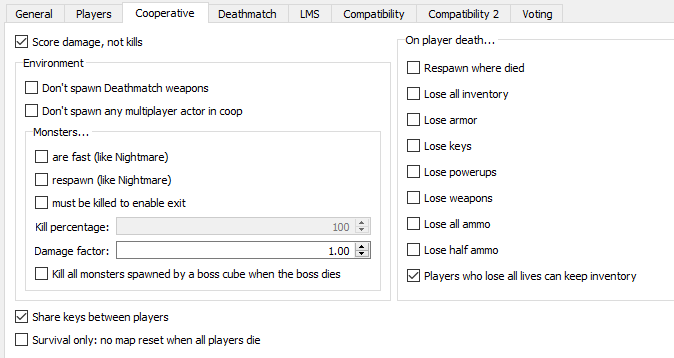 General Players Cooperative Deathmatch LMS Compatibility Compatibility 2 Voting
Score damage, not kills
Environment
Don't spawn Deathmatch weapons
Don't spawn any multiplayer actor in coop
Monsters...
are fast (like Nightmare)
respawn (like Nightmare)
must be killed to enable exit
Kill percentage: 100
Damage factor: 1.00
Kill all monsters spawned by a boss cube when the boss dies
Share keys between players
Survival only: no map reset when all players die
On player death...
Respawn where died
Lose all inventory
Lose armor
Lose keys
Lose powerups
Lose weapons
Lose all ammo
Lose half ammo
Players who lose all lives can keep inventory